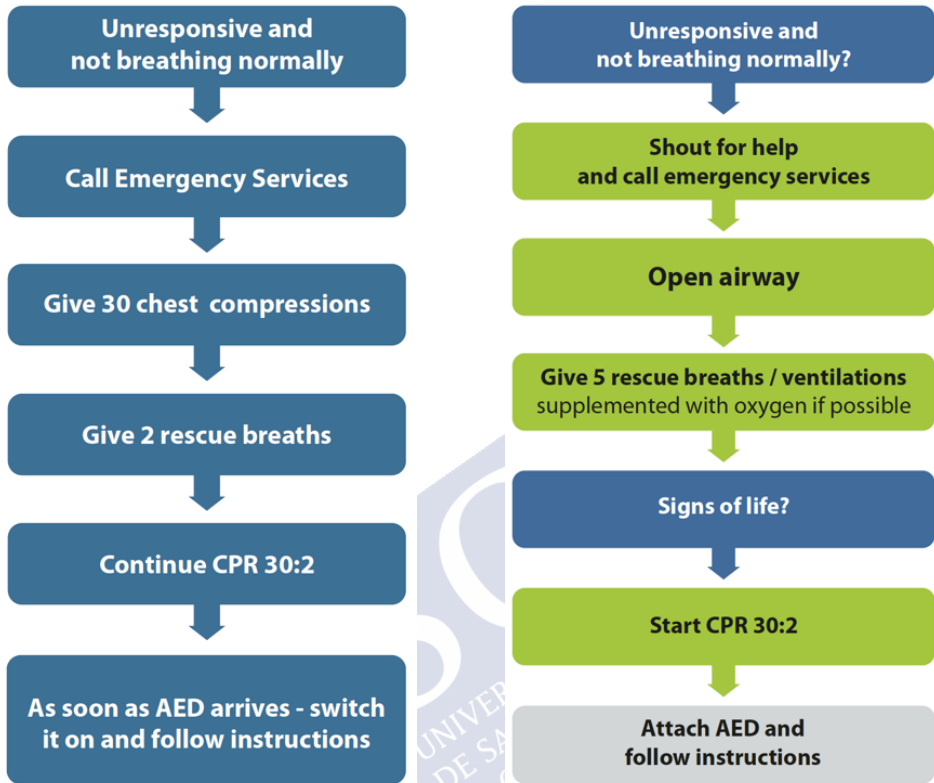 Unresponsive and
not breathing normally
Call Emergency Services
Give 30 chest compressions
Give 2 rescue breaths
Continue CPR 30:2
As soon as AED arrives - switch
it on and follow instructions
Unresponsive and
not breathing normally?
Shout for help
and call emergency services
Open airway
Give 5 rescue breaths / ventilations
supplemented with oxygen if possible
Signs of life?
Start CPR 30:2
Attach AED and
follow instructions